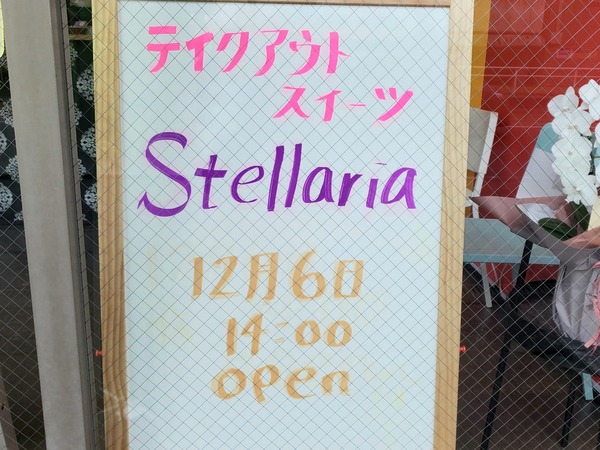 テイクアウト
スイーツ
Stellaria
12月6日
14:00
open